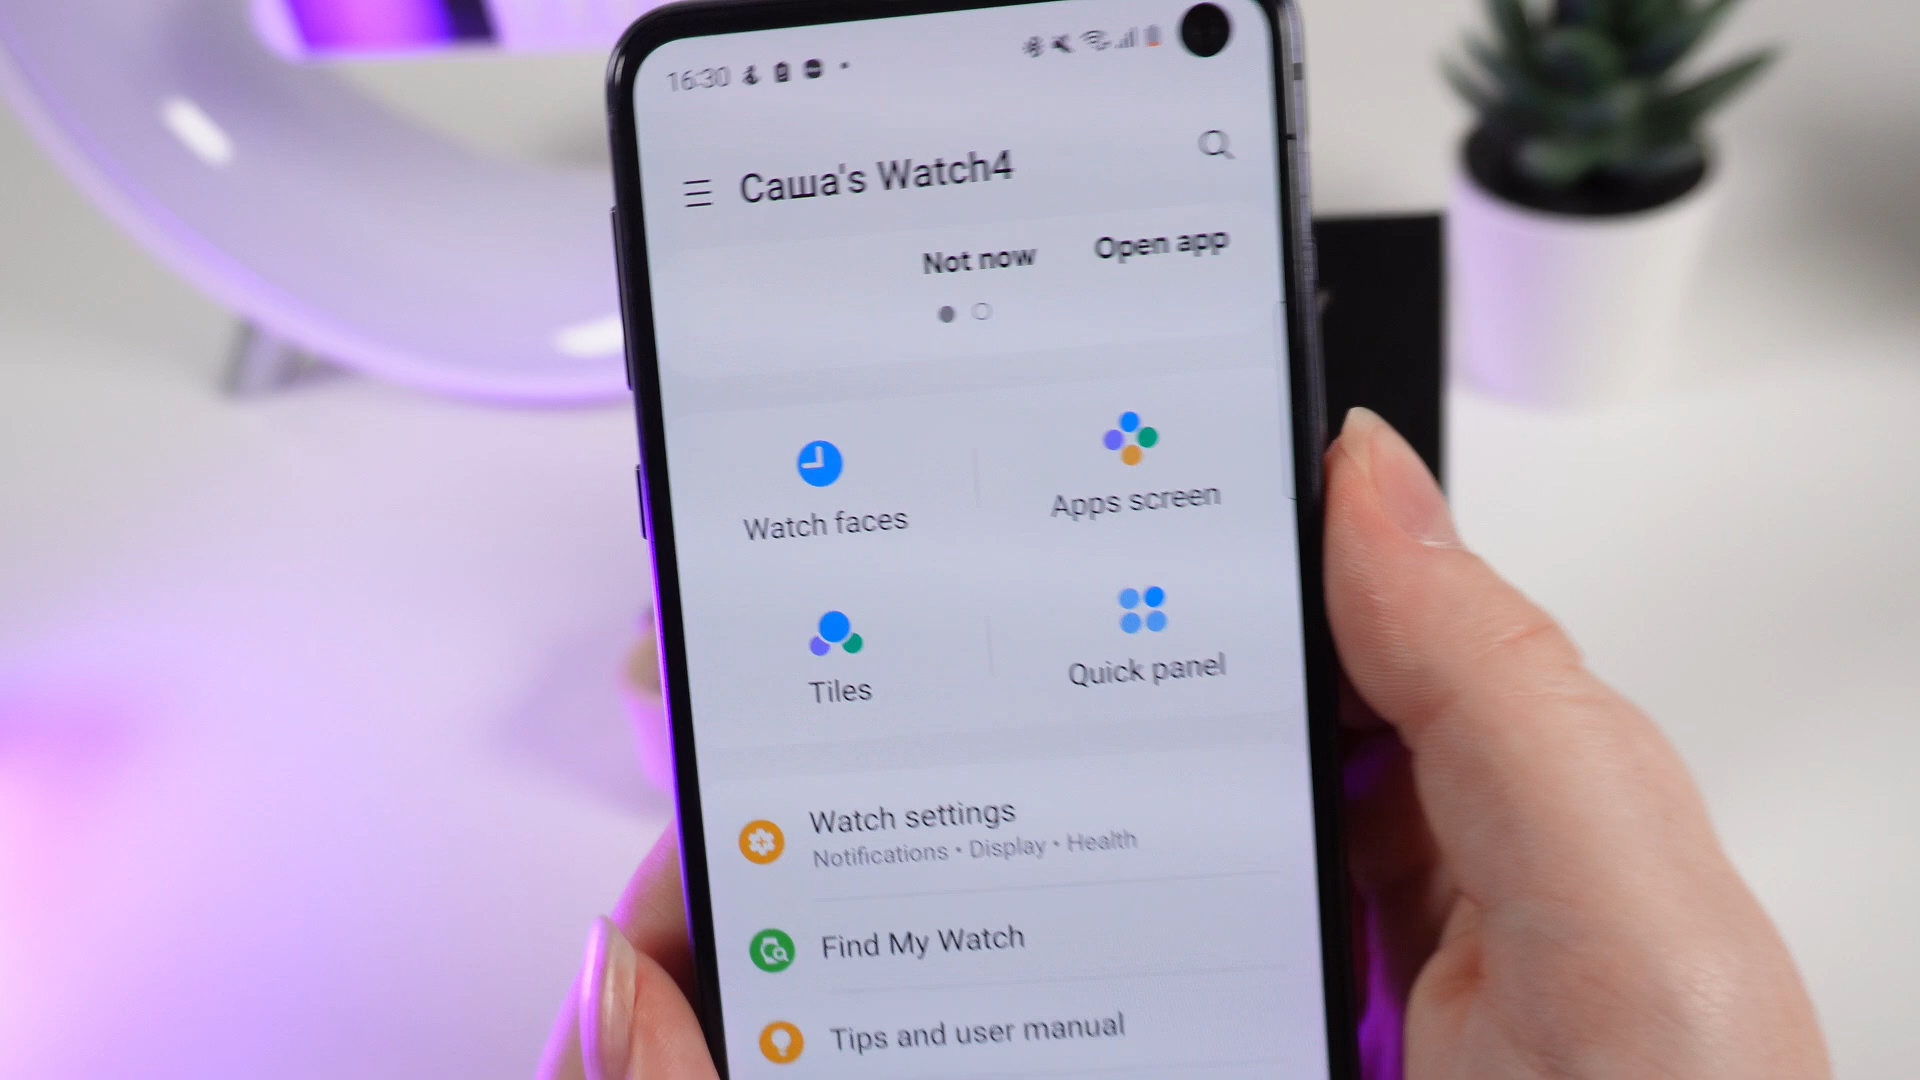 16:30
Саша's Watch4
Not now Open app
Watch faces Apps screen
Tiles Quick panel
Watch settings
Notifications • Display • Health
Find My Watch
Tips and user manual